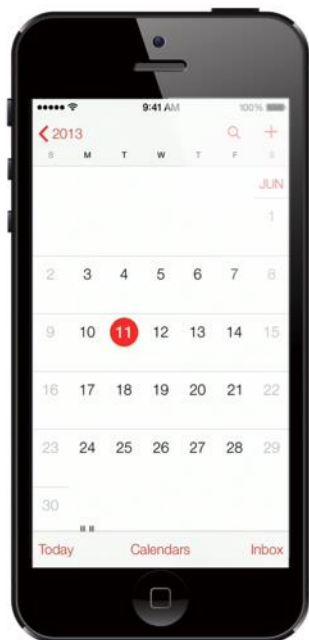 9:41 AM 100%
2013
S M T W T F S
JUN
1
2 3 4 5 6 7 8
9 10 11 12 13 14 15
16 17 18 19 20 21 22
23 24 25 26 27 28 29
30
Today Calendars Inbox